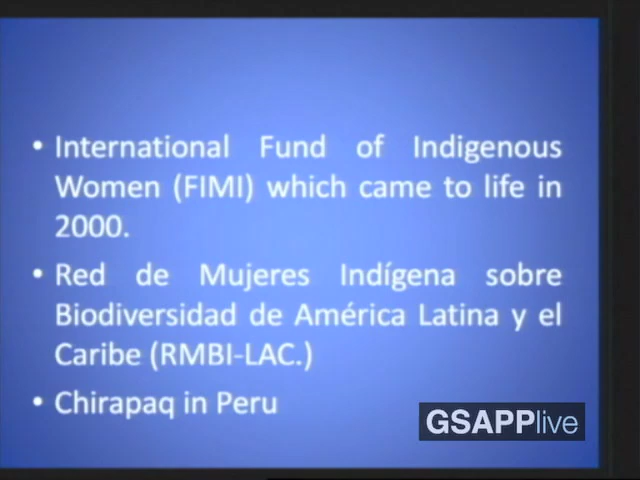 • International Fund of Indigenous
Women (FIMI) which came to life in
2000.
• Red de Mujeres Indígena sobre
Biodiversidad de América Latina y el
Caribe (RMBI-LAC.)
• Chirapaq in Peru
GSAPPlive